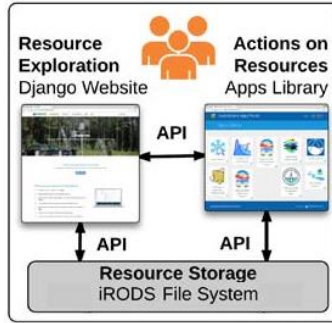 Resource
Exploration
Django Website
Actions on
Resources
Apps Library
API
API
API
Resource Storage
iRODS File System